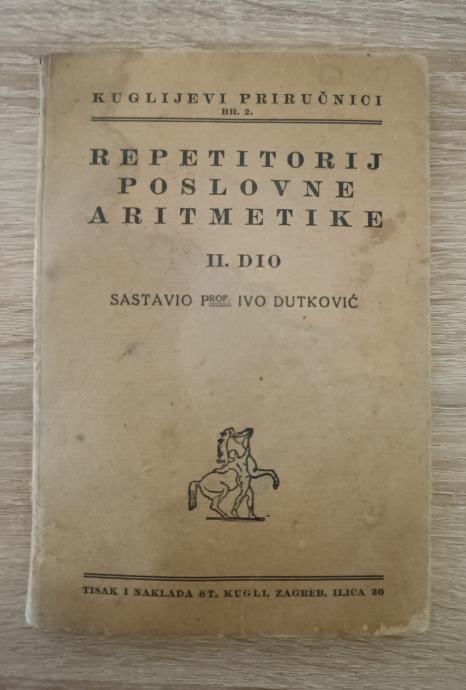 KUGLIJEVI PRIRUČNICI
BR. 2.
REPETITORIJ
POSLOVNE
ARITMETIKE
II. DIO
SASTAVIO PROF. IVO DUTKOVIĆ
TISAK I NAKLADA ST. KUGLI, ZAGREB, ILICA 30